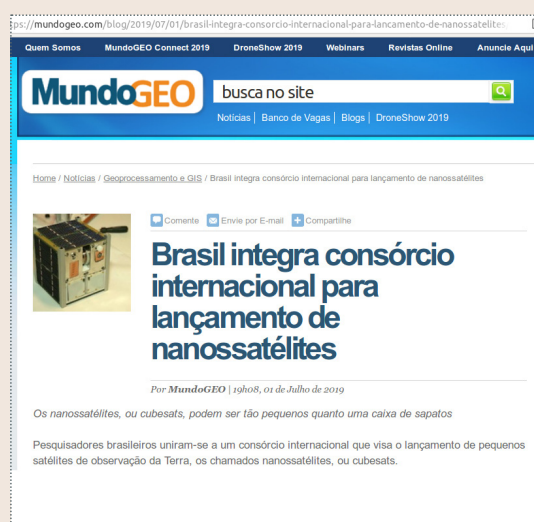 ps://mundogeo.com/blog/2019/07/01/brasil-integra-consorcio-internacional-para-lancamento-de-nanossatelites
Quem Somos MundoGEO Connect 2019 DroneShow 2019 Webinars Revistas Online Anuncie Aqui
MundoGEO busca no site
Notícias | Banco de Vagas | Blogs | DroneShow 2019
Home / Notícias / Geoprocessamento e GIS / Brasil integra consórcio internacional para lançamento de nanossatélites
Comente Envie por E-mail Compartilhe
Brasil integra consórcio
internacional para
lançamento de
nanossatélites
Por MundoGEO | 19h08, 01 de Julho de 2019
Os nanossatélites, ou cubesats, podem ser tão pequenos quanto uma caixa de sapatos
Pesquisadores brasileiros uniram-se a um consórcio internacional que visa o lançamento de pequenos
satélites de observação da Terra, os chamados nanossatélites, ou cubesats.